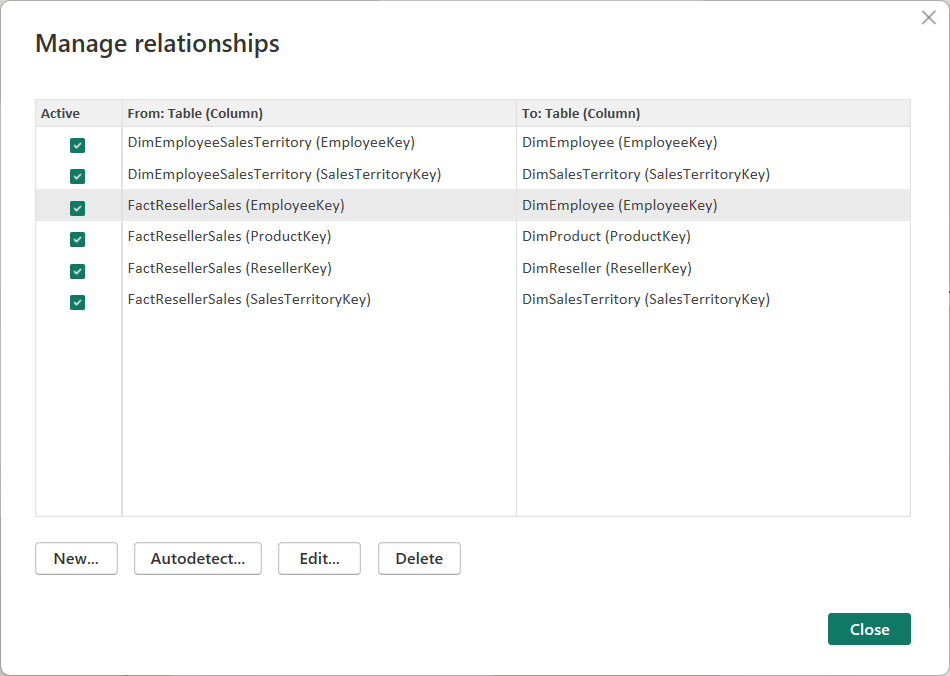 Manage relationships
Active From: Table (Column) To: Table (Column)
DimEmployeeSalesTerritory (EmployeeKey) DimEmployee (EmployeeKey)
DimEmployeeSalesTerritory (SalesTerritoryKey) DimSalesTerritory (SalesTerritoryKey)
FactResellerSales (EmployeeKey) DimEmployee (EmployeeKey)
FactResellerSales (ProductKey) DimProduct (ProductKey)
FactResellerSales (ResellerKey) DimReseller (ResellerKey)
FactResellerSales (SalesTerritoryKey) DimSalesTerritory (SalesTerritoryKey)
New... Autodetect... Edit... Delete
Close